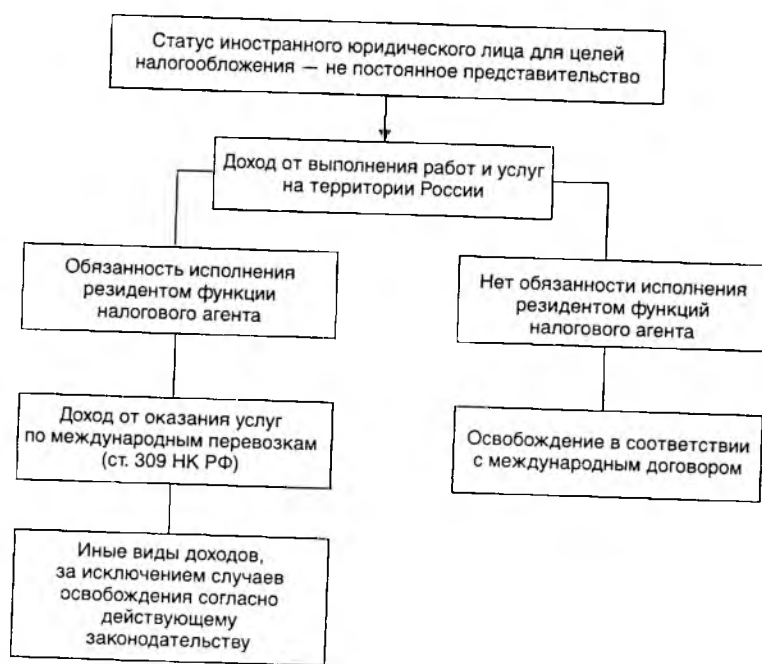 Статус иностранного юридического лица для целей
налогообложения — не постоянное представительство
Доход от выполнения работ и услуг
на территории России
Обязанность исполнения
резидентом функции
налогового агента
Нет обязанности исполнения
резидентом функций
налогового агента
Доход от оказания услуг
по международным перевозкам
(ст. 309 НК РФ)
Освобождение в соответствии
с международным договором
Иные виды доходов,
за исключением случаев
освобождения согласно
действующему
законодательству